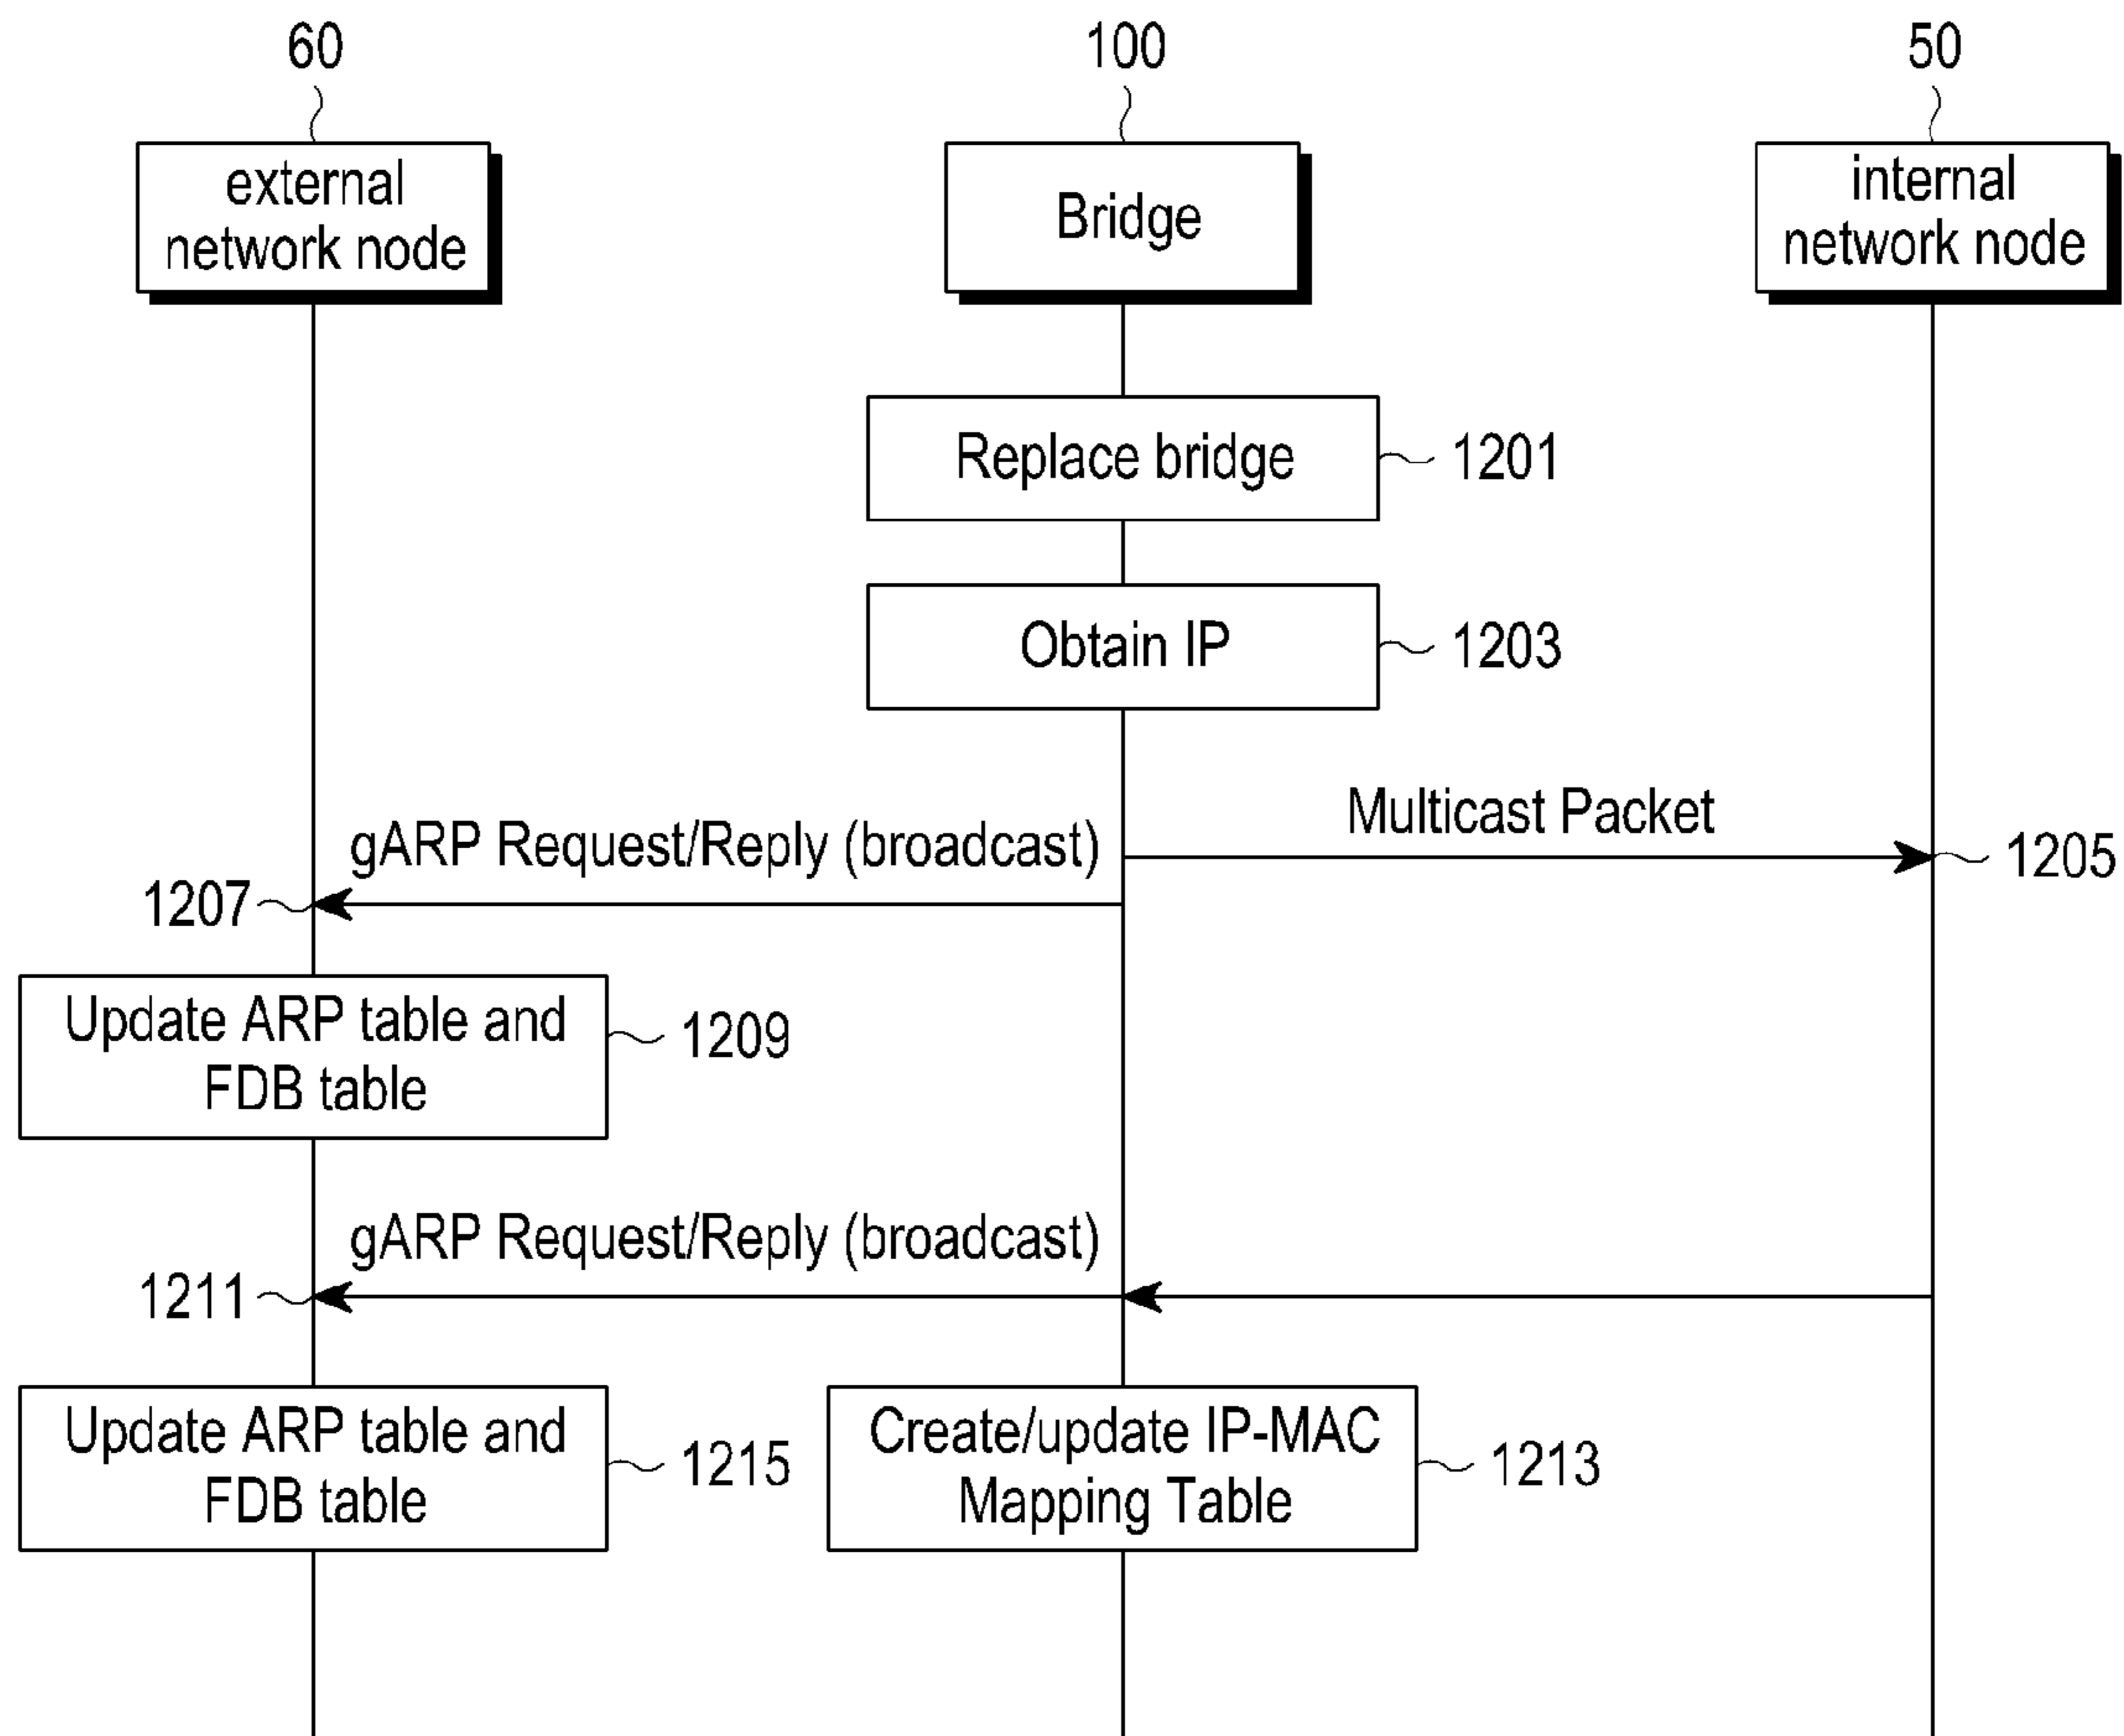 60
100
50
external
network node
Bridge
internal
network node
Replace bridge
1201
Obtain IP
1203
Multicast Packet
1205
gARP Request/Reply (broadcast)
1207
Update ARP table and
FDB table
1209
gARP Request/Reply (broadcast)
1211
Update ARP table and
FDB table
1215
Create/update IP-MAC
Mapping Table
1213